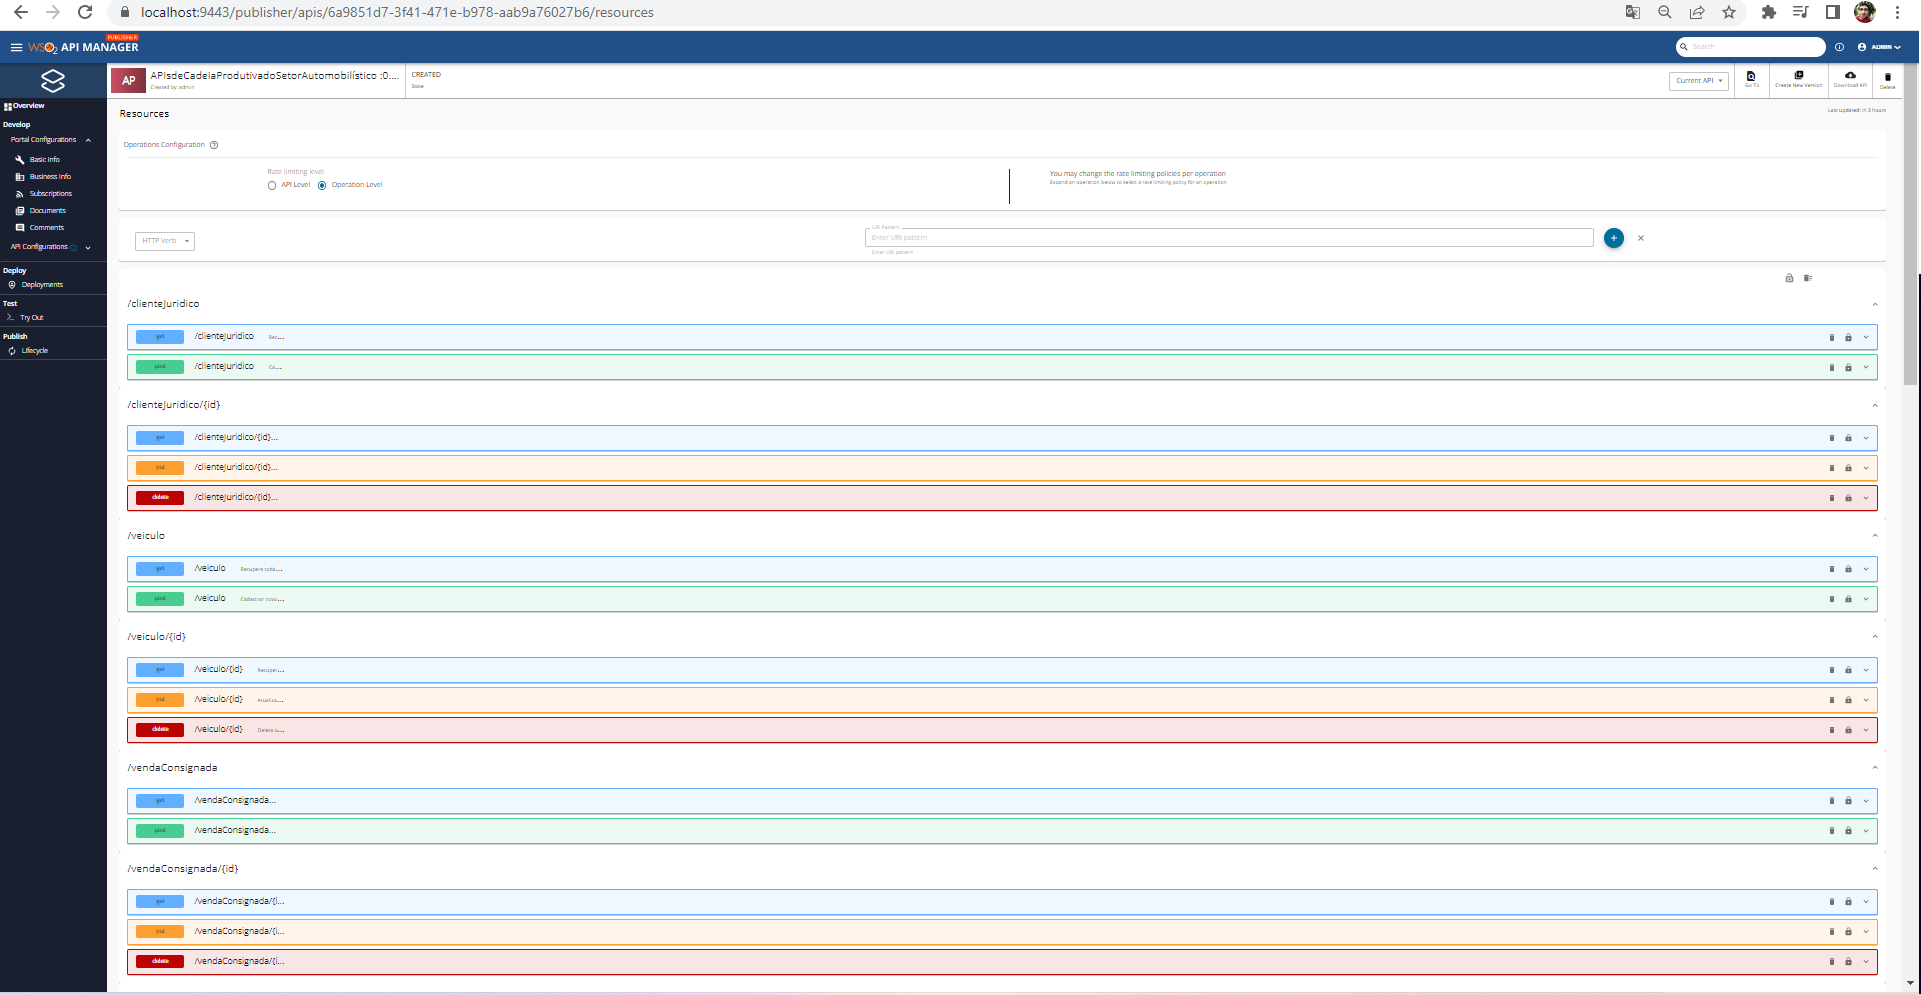 localhost:9443/publisher/apis/6a9851d7-3f41-471e-b978-aab9a76027b6/resources
PUBLISHER
WSO2 API MANAGER
Search
ADMIN
AP
APIsdeCadeiaProdutivadoSetorAutomobilístico :0....
Created by: admin
CREATED
State
Current API
Go To
Create New Version
Download API
Delete
Overview
Develop
Portal Configurations
Basic Info
Business Info
Subscriptions
Documents
Comments
API Configurations
Deploy
Deployments
Test
Try Out
Publish
Lifecycle
Resources
Last updated: in 3 hours
Operations Configuration
Rate limiting level
API Level
Operation Level
You may change the rate limiting policies per operation
Expand an operation below to select a rate limiting policy for an operation
HTTP Verb
URI Pattern
Enter URI pattern
Enter URI pattern
/clienteJuridico
get /clienteJuridico Rec...
post /clienteJuridico Ca...
/clienteJuridico/{id}
get /clienteJuridico/{id}...
put /clienteJuridico/{id}...
delete /clienteJuridico/{id}...
/veiculo
get /veiculo Recupera toda...
post /veiculo Cadastrar novo...
/veiculo/{id}
get /veiculo/{id} Recuper...
put /veiculo/{id} Atualiza...
delete /veiculo/{id} Deleta u...
/vendaConsignada
get /vendaConsignada...
post /vendaConsignada...
/vendaConsignada/{id}
get /vendaConsignada/{i...
put /vendaConsignada/{i...
delete /vendaConsignada/{i...